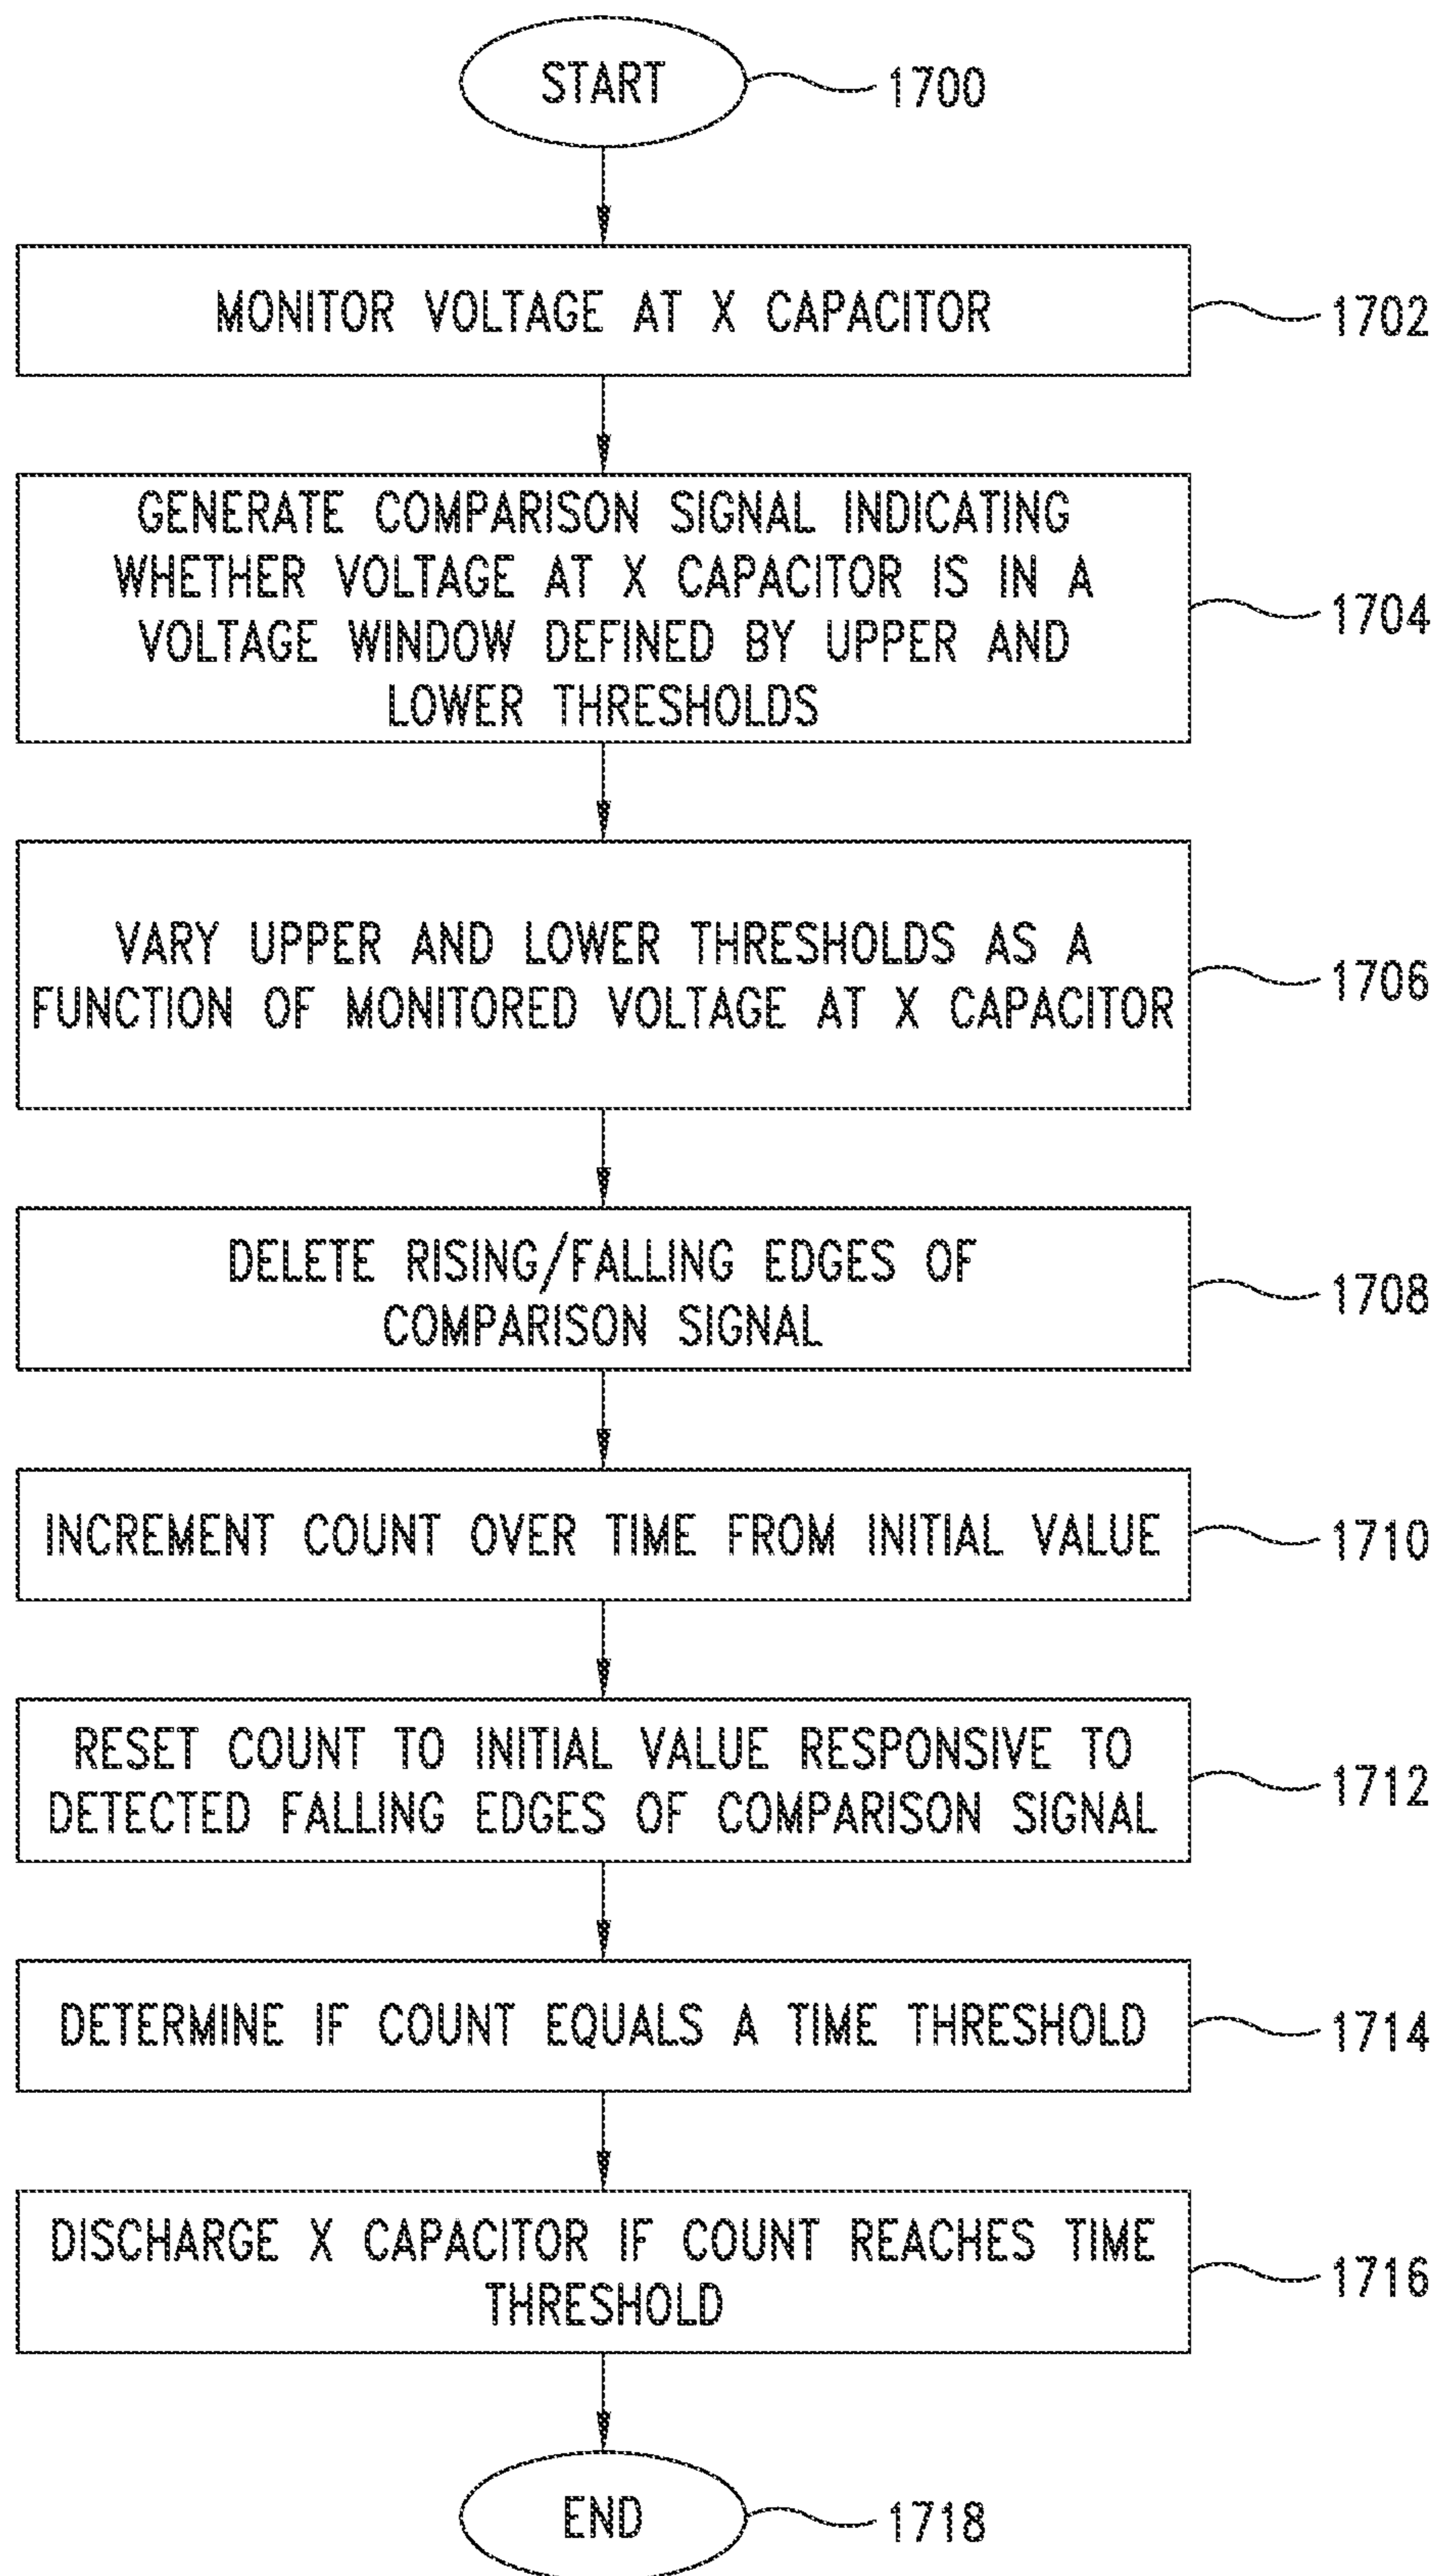 START
1700
MONITOR VOLTAGE AT X CAPACITOR
1702
GENERATE COMPARISON SIGNAL INDICATING
WHETHER VOLTAGE AT X CAPACITOR IS IN A
VOLTAGE WINDOW DEFINED BY UPPER AND
LOWER THRESHOLDS
1704
VARY UPPER AND LOWER THRESHOLDS AS A
FUNCTION OF MONITORED VOLTAGE AT X CAPACITOR
1706
DELETE RISING/FALLING EDGES OF
COMPARISON SIGNAL
1708
INCREMENT COUNT OVER TIME FROM INITIAL VALUE
1710
RESET COUNT TO INITIAL VALUE RESPONSIVE TO
DETECTED FALLING EDGES OF COMPARISON SIGNAL
1712
DETERMINE IF COUNT EQUALS A TIME THRESHOLD
1714
DISCHARGE X CAPACITOR IF COUNT REACHES TIME
THRESHOLD
1716
END
1718